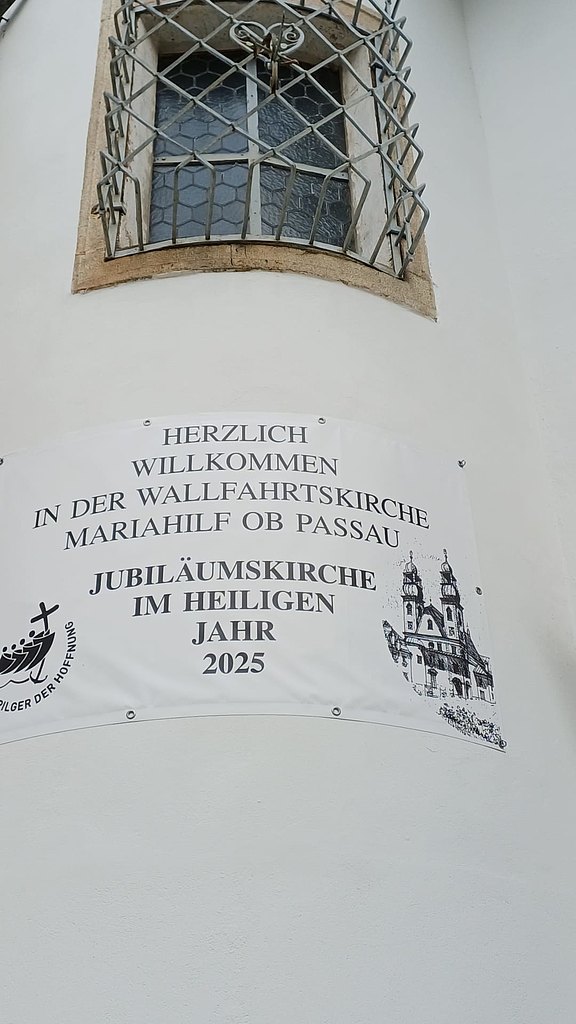 HERZLICH
WILLKOMMEN
IN DER WALLFAHRTSKIRCHE
MARIAHILF OB PASSAU
JUBILÄUMSKIRCHE
IM HEILIGEN
JAHR
2025
PILGER DER HOFFNUNG